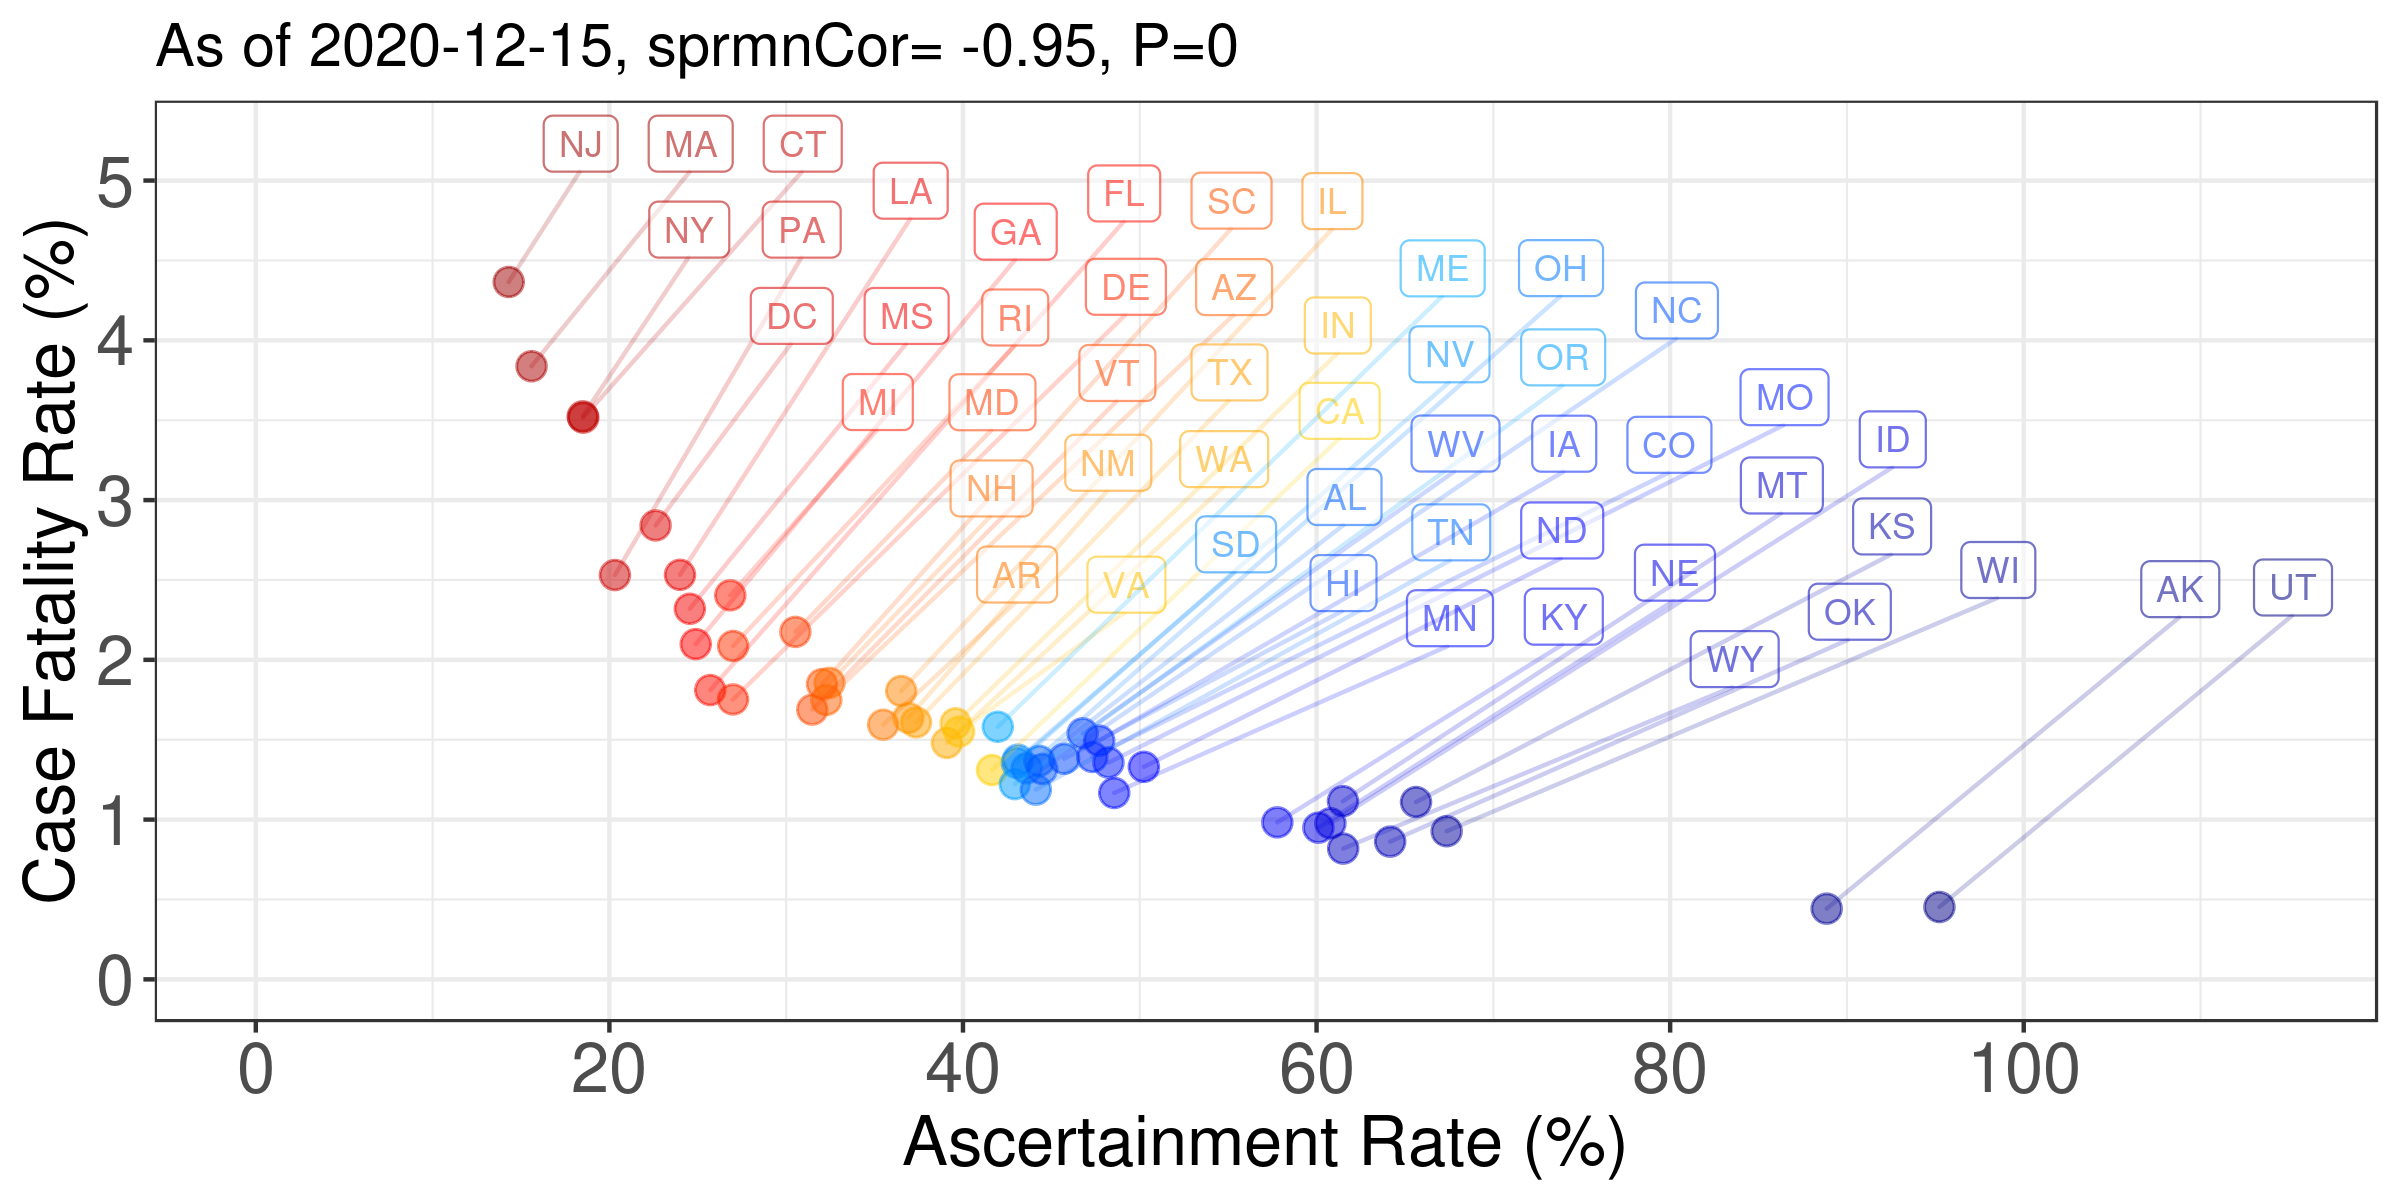 As of 2020-12-15, sprmnCor= -0.95, P=0
Case Fatality Rate (%)
5
4
3
2
1
0
NJ MA CT
LA FL SC IL
NY PA GA
ME OH
DE AZ NC
DC MS RI IN
NV OR
VT TX
MI MD CA MO
WV IA CO ID
NH NM WA
AL MT
SD TN ND KS
AR VA HI NE WI AK UT
MN KY OK
WY
0 20 40 60 80 100
Ascertainment Rate (%)